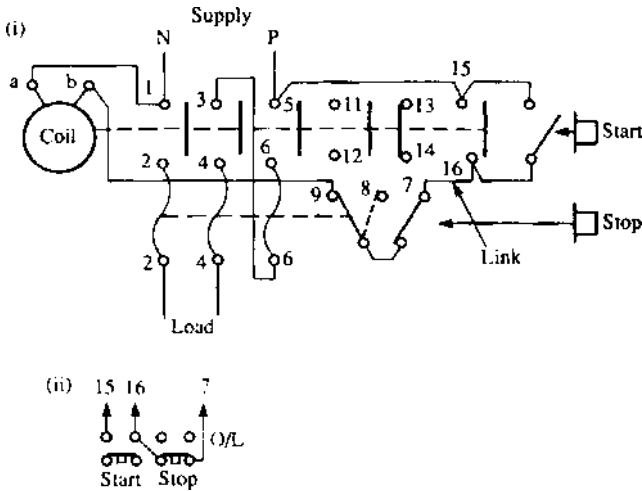 Supply
(i)
N P
a b 1 3 5 11 13 15
Coil
Start
2 4 6 12 14 16
9 8 7
Stop
2 4 6
Link
Load
(ii)
15 16 7
O/L
Start Stop